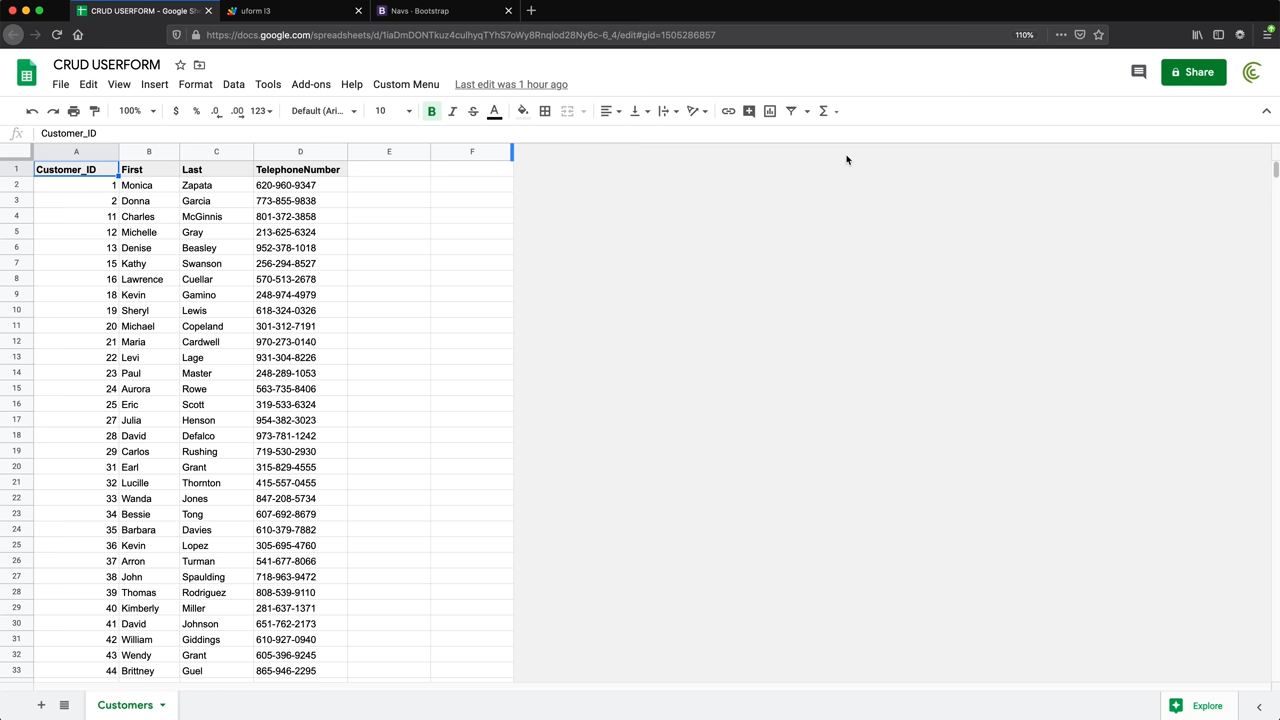 CRUD USERFORM - Google She
uform l3
Navs · Bootstrap
https://docs.google.com/spreadsheets/d/1iaDmDONTkuz4culhyqTYhS7oWy8Rnqlod28Ny6c-6_4/edit#gid=1505286857
110%
CRUD USERFORM
File Edit View Insert Format Data Tools Add-ons Help Custom Menu Last edit was 1 hour ago
Share
100% $ % .0 .00 123 Default (Ari... 10 B I S A
fx Customer_ID
A B C D E F
1 Customer_ID First Last TelephoneNumber
2 1 Monica Zapata 620-960-9347
3 2 Donna Garcia 773-855-9838
4 11 Charles McGinnis 801-372-3858
5 12 Michelle Gray 213-625-6324
6 13 Denise Beasley 952-378-1018
7 15 Kathy Swanson 256-294-8527
8 16 Lawrence Cuellar 570-513-2678
9 18 Kevin Gamino 248-974-4979
10 19 Sheryl Lewis 618-324-0326
11 20 Michael Copeland 301-312-7191
12 21 Maria Cardwell 970-273-0140
13 22 Levi Lage 931-304-8226
14 23 Paul Master 248-289-1053
15 24 Aurora Rowe 563-735-8406
16 25 Eric Scott 319-533-6324
17 27 Julia Henson 954-382-3023
18 28 David Defalco 973-781-1242
19 29 Carlos Rushing 719-530-2930
20 31 Earl Grant 315-829-4555
21 32 Lucille Thornton 415-557-0455
22 33 Wanda Jones 847-208-5734
23 34 Bessie Tong 607-692-8679
24 35 Barbara Davies 610-379-7882
25 36 Kevin Lopez 305-695-4760
26 37 Arron Turman 541-677-8066
27 38 John Spaulding 718-963-9472
28 39 Thomas Rodriguez 808-539-9110
29 40 Kimberly Miller 281-637-1371
30 41 David Johnson 651-762-2173
31 42 William Giddings 610-927-0940
32 43 Wendy Grant 605-396-9245
33 44 Brittney Guel 865-946-2295
Customers
Explore